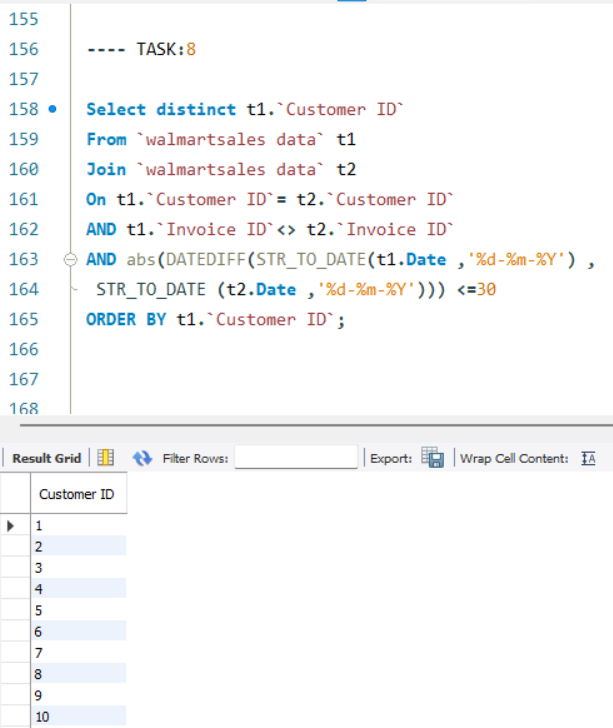 155
156 ---- TASK:8
157
158 Select distinct t1.`Customer ID`
159 From `walmartsales data` t1
160 Join `walmartsales data` t2
161 On t1.`Customer ID`= t2.`Customer ID`
162 AND t1.`Invoice ID`<> t2.`Invoice ID`
163 AND abs(DATEDIFF(STR_TO_DATE(t1.Date ,'%d-%m-%Y') ,
164 STR_TO_DATE (t2.Date ,'%d-%m-%Y'))) <=30
165 ORDER BY t1.`Customer ID`;
166
167
168
Result Grid Filter Rows: Export: Wrap Cell Content: IA
Customer ID
1
2
3
4
5
6
7
8
9
10